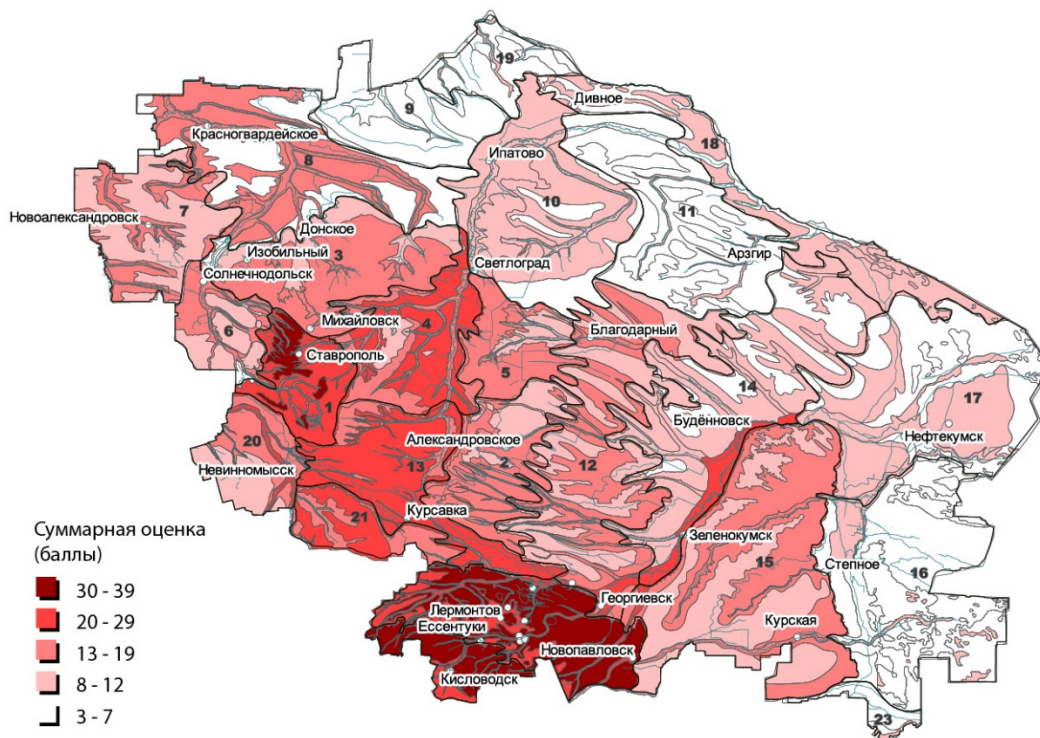 19
Дивное
9
Красногвардейское
18
Ипатово
8
7
10
11
Новоалександровск
Донское
Изобильный
3
Арзгир
Солнечнодольск
Светлоград
Михайловск
4
Благодарный
6
Ставрополь
5
14
17
1
Будённовск
Александровское
Нефтекумск
20
2
12
Невинномысск
13
Курсавка
21
Зеленокумск
Суммарная оценка
(баллы)
15
Степное
16
30 - 39
20 - 29
13 - 19
8 - 12
3 - 7
Георгиевск
Лермонтов
Ессентуки
Курская
Новопавловск
Кисловодск
23